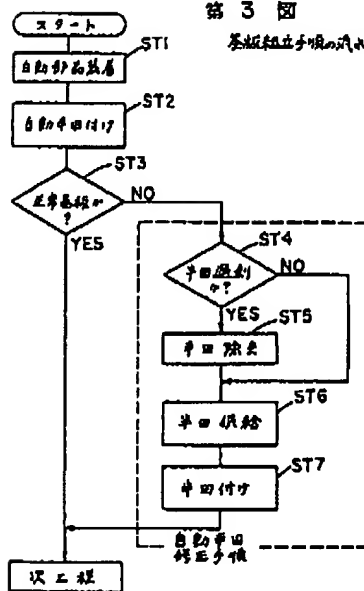 第 3 図
基板組立手順の流れ
スタート
ST1
自動部品装着
ST2
自動半田付け
ST3
正常基板か
?
NO
YES
ST4
半田過剰
か?
NO
YES
ST5
半田除去
ST6
半田供給
ST7
半田付け
自動半田
修正手順
次工程